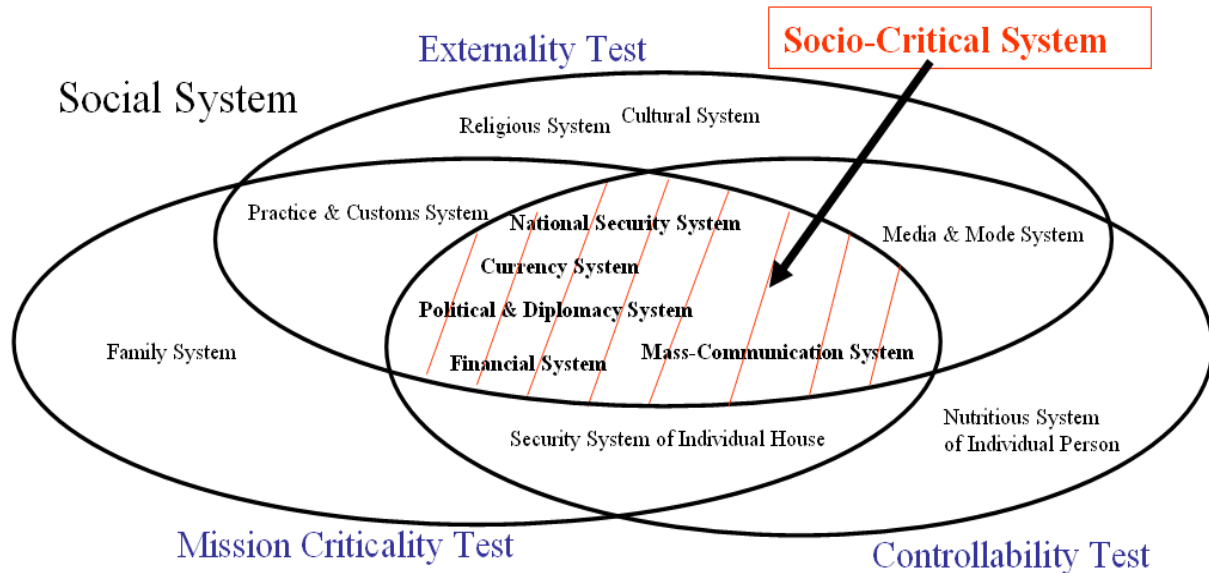 Socio-Critical System
Externality Test
Social System
Religious System
Cultural System
Practice & Customs System
National Security System
Media & Mode System
Currency System
Political & Diplomacy System
Family System
Financial System
Mass-Communication System
Security System of Individual House
Nutritious System
of Individual Person
Mission Criticality Test
Controllability Test